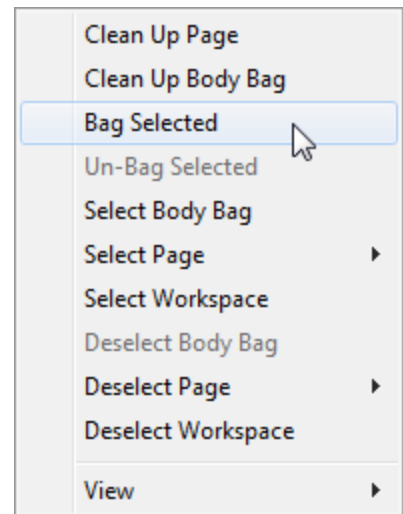 Clean Up Page
Clean Up Body Bag
Bag Selected
Un-Bag Selected
Select Body Bag
Select Page
Select Workspace
Deselect Body Bag
Deselect Page
Deselect Workspace
View